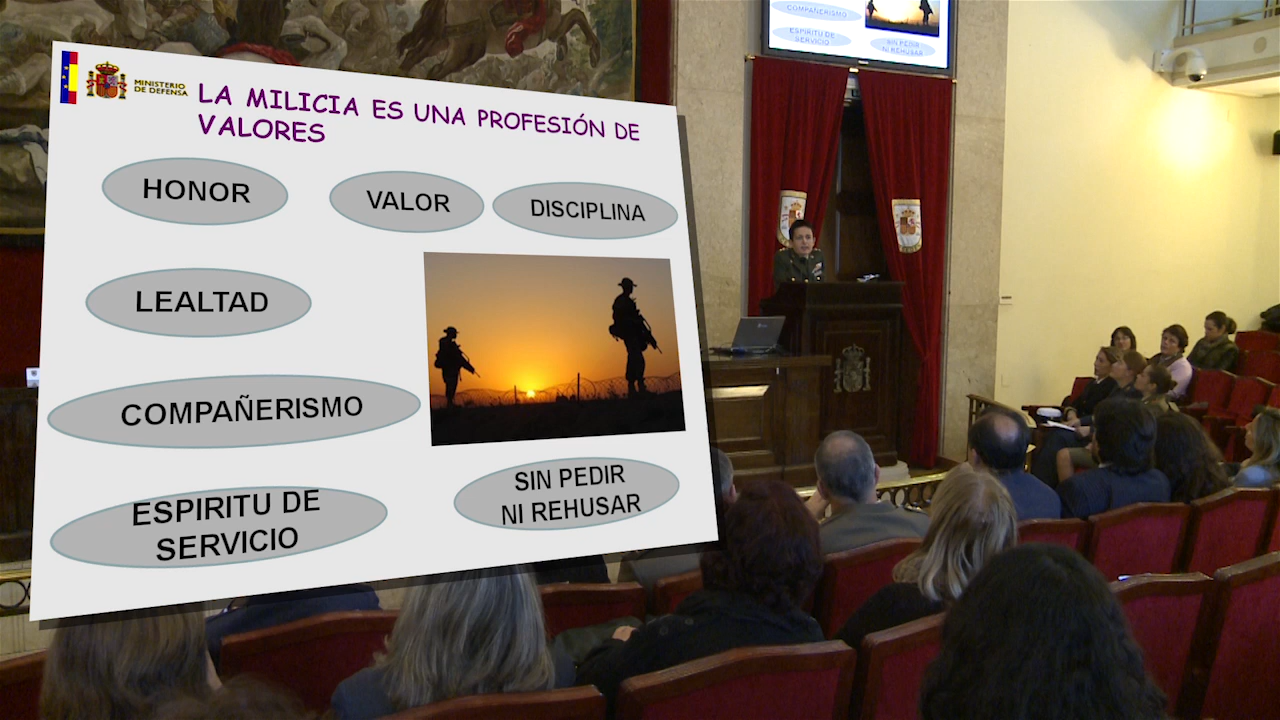 MINISTERIO
DE DEFENSA
LA MILICIA ES UNA PROFESIÓN DE
VALORES
HONOR
VALOR
DISCIPLINA
LEALTAD
COMPAÑERISMO
ESPIRITU DE
SERVICIO
SIN PEDIR
NI REHUSAR
COMPAÑERISMO
ESPIRITU DE
SERVICIO
SIN PEDIR
NI REHUSAR